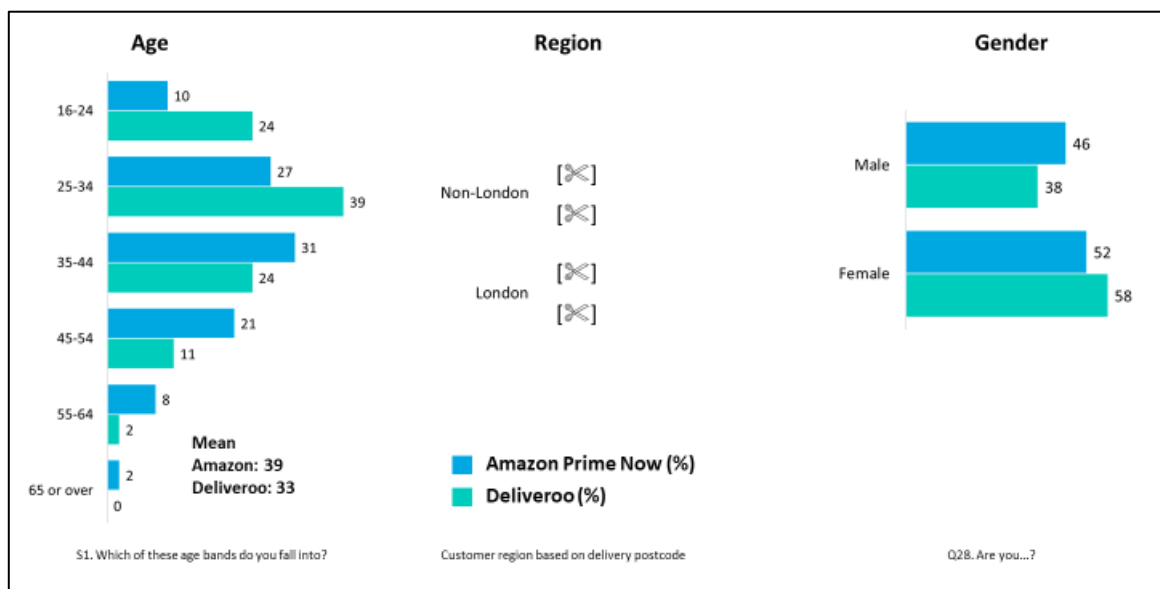 Age
16-24
10
24
25-34
27
39
35-44
31
24
45-54
21
11
55-64
8
2
65 or over
2
0
Mean
Amazon: 39
Deliveroo: 33
S1. Which of these age bands do you fall into?
Region
Non-London
[✂]
[✂]
London
[✂]
[✂]
Amazon Prime Now (%)
Deliveroo (%)
Customer region based on delivery postcode
Gender
Male
46
38
Female
52
58
Q28. Are you...?